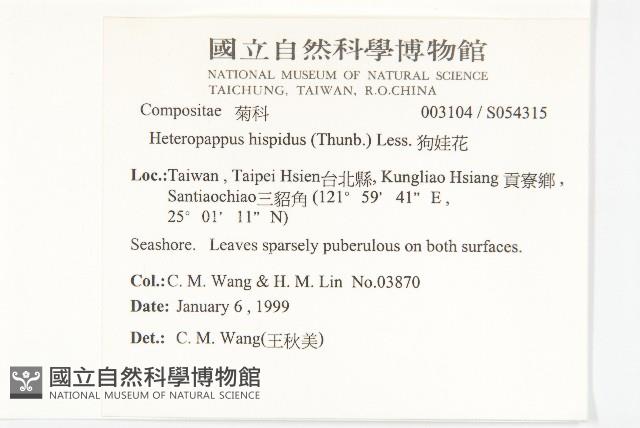 國立自然科學博物館
NATIONAL MUSEUM OF NATURAL SCIENCE
TAICHUNG, TAIWAN, R.O.CHINA
Compositae 菊科 003104 / S054315
Heteropappus hispidus (Thunb.) Less. 狗娃花
Loc.:Taiwan , Taipei Hsien台北縣, Kungliao Hsiang 貢寮鄉 ,
Santiaochiao三貂角 (121° 59’ 41” E ,
25° 01’ 11” N)
Seashore. Leaves sparsely puberulous on both surfaces.
Col.:C. M. Wang & H. M. Lin No.03870
Date: January 6 , 1999
Det.: C. M. Wang(王秋美)
國立自然科學博物館
NATIONAL MUSEUM OF NATURAL SCIENCE